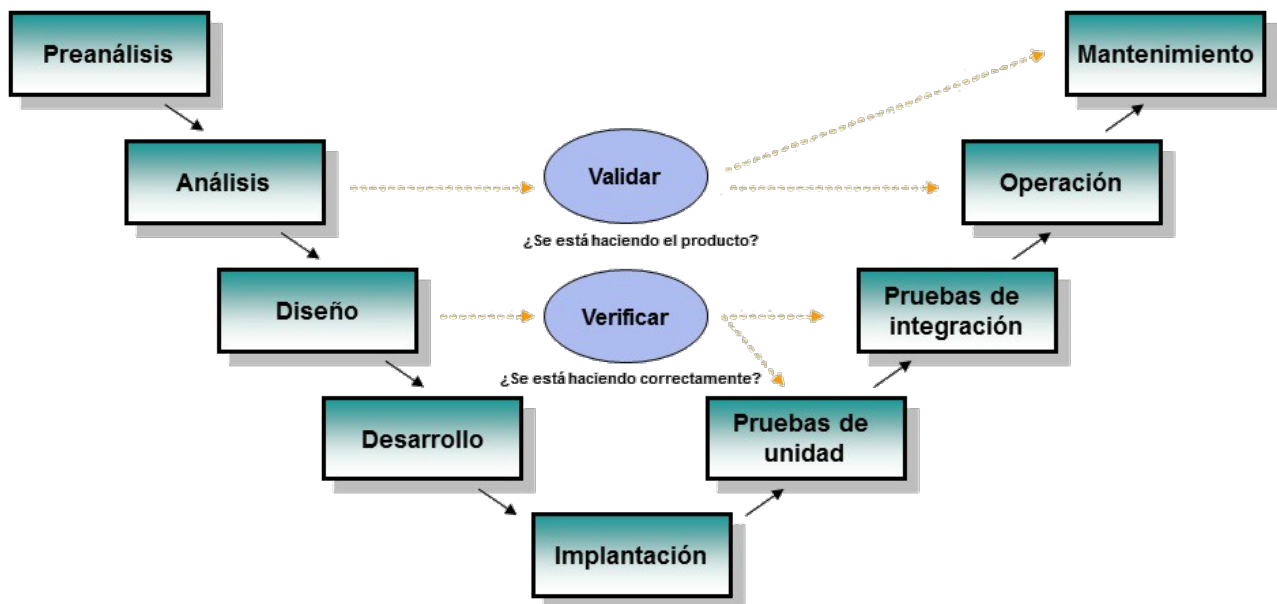 Preanálisis
Mantenimiento
Análisis
Validar
Operación
¿Se está haciendo el producto?
Diseño
Verificar
Pruebas de
integración
¿Se está haciendo correctamente?
Desarrollo
Pruebas de
unidad
Implantación